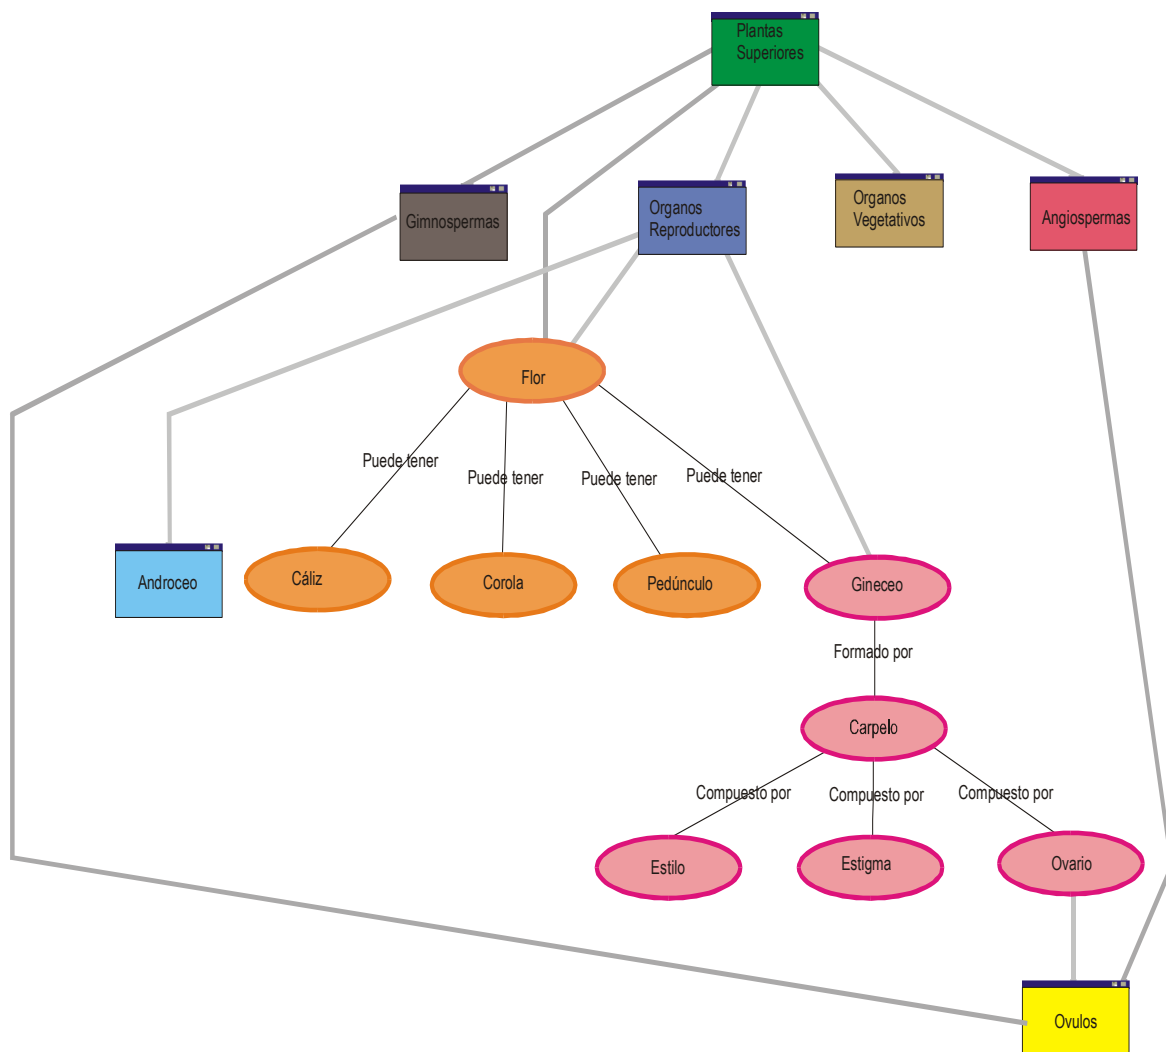 Plantas
Superiores
Gimnospermas
Organos
Reproductores
Organos
Vegetativos
Angiospermas
Flor
Puede tener
Puede tener
Puede tener
Puede tener
Androceo
Cáliz
Corola
Pedúnculo
Gineceo
Formado por
Carpelo
Compuesto por
Compuesto por
Compuesto por
Estilo
Estigma
Ovario
Ovulos